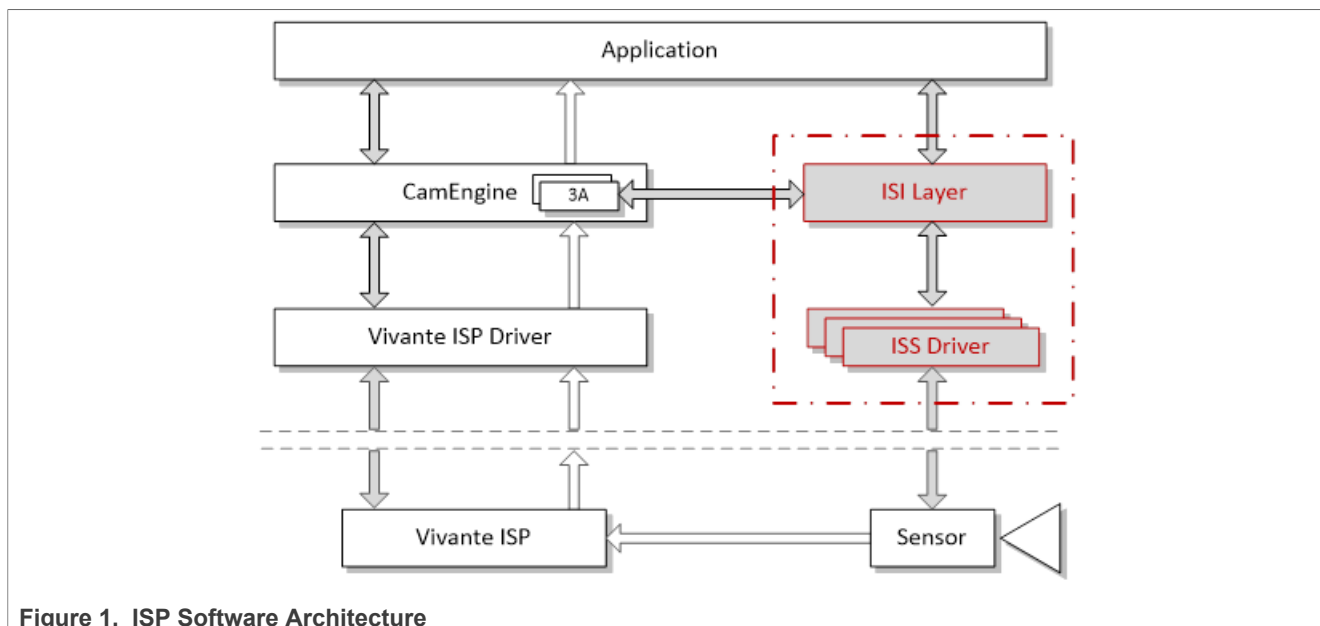 Application
CamEngine
3A
ISI Layer
Vivante ISP Driver
ISS Driver
Vivante ISP
Sensor
Figure 1. ISP Software Architecture